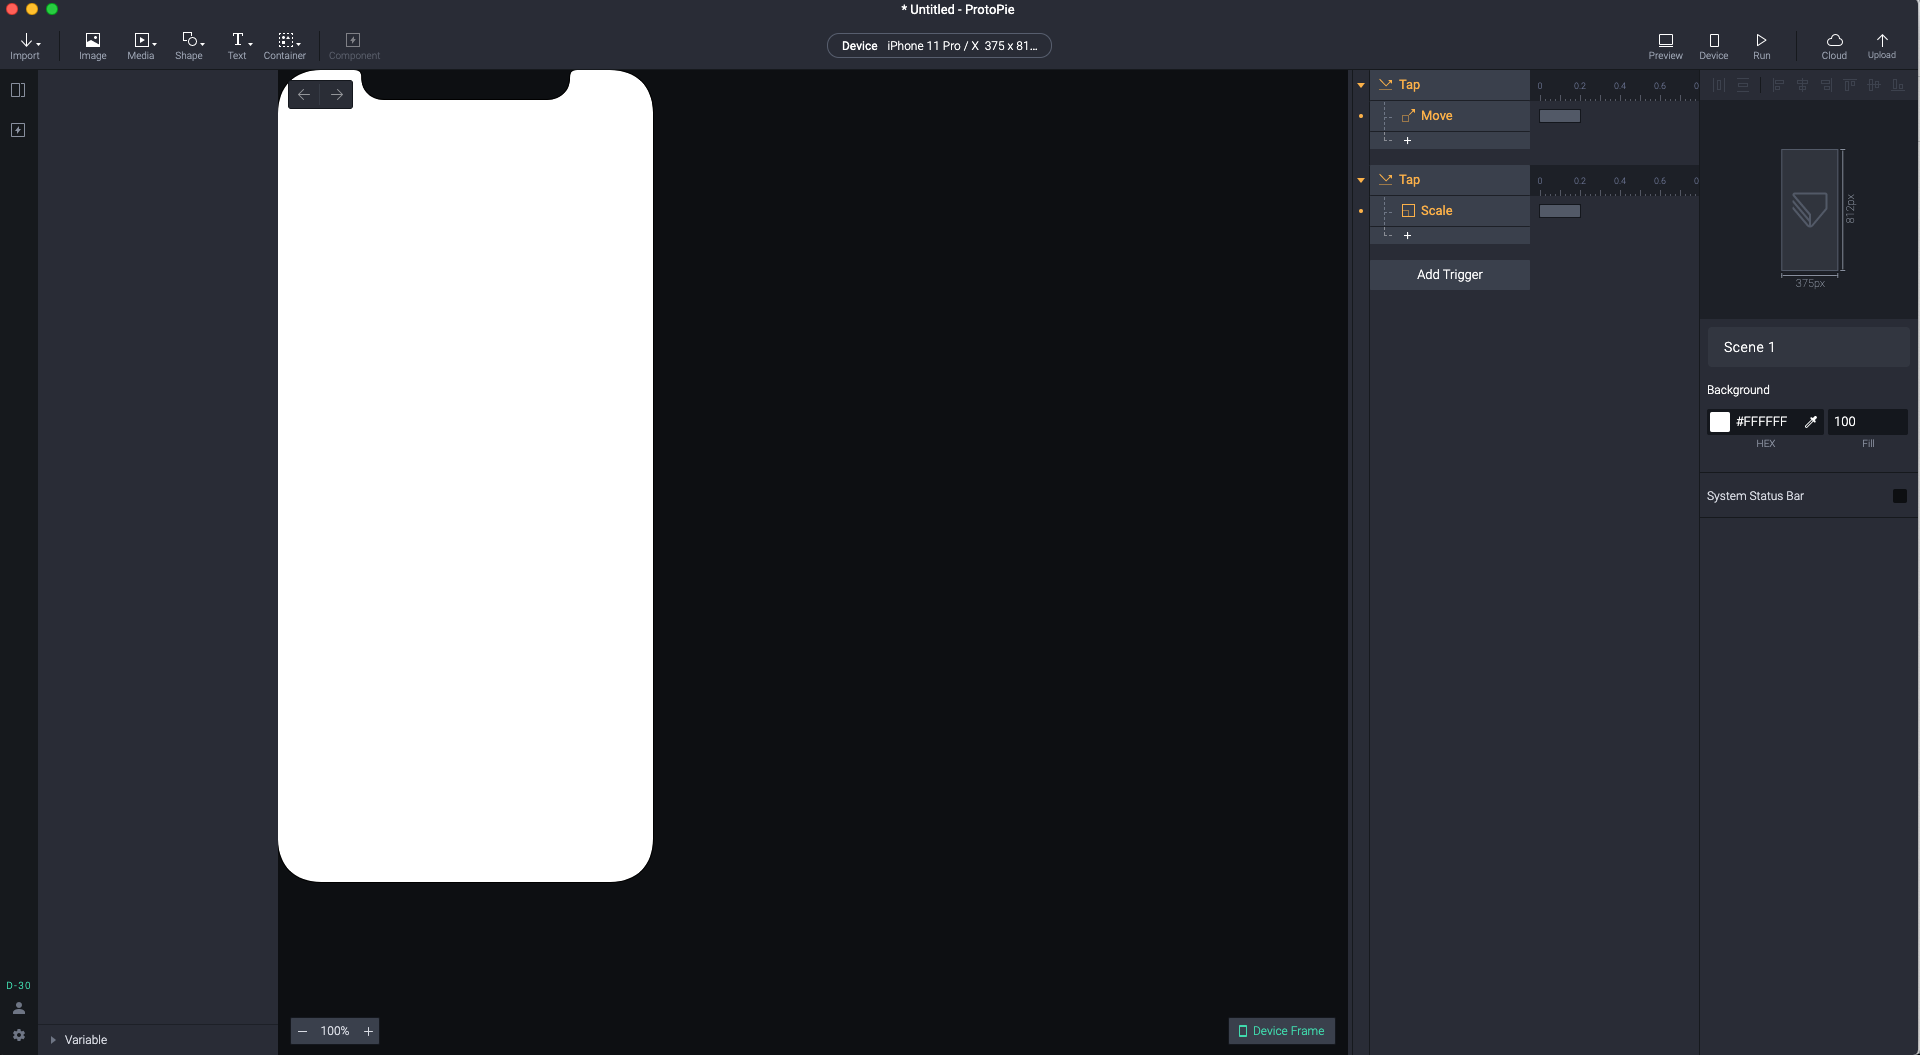 * Untitled - ProtoPie
Import
Image
Media
Shape
Text
Container
Component
Device iPhone 11 Pro / X 375 x 81...
Preview
Device
Run
Cloud
Upload
Tap
0 0.2 0.4 0.6 0
Move
+
Tap
0 0.2 0.4 0.6 0
Scale
+
Add Trigger
812px
375px
Scene 1
Background
#FFFFFF 100
HEX Fill
System Status Bar
D-30
Variable
100%
Device Frame